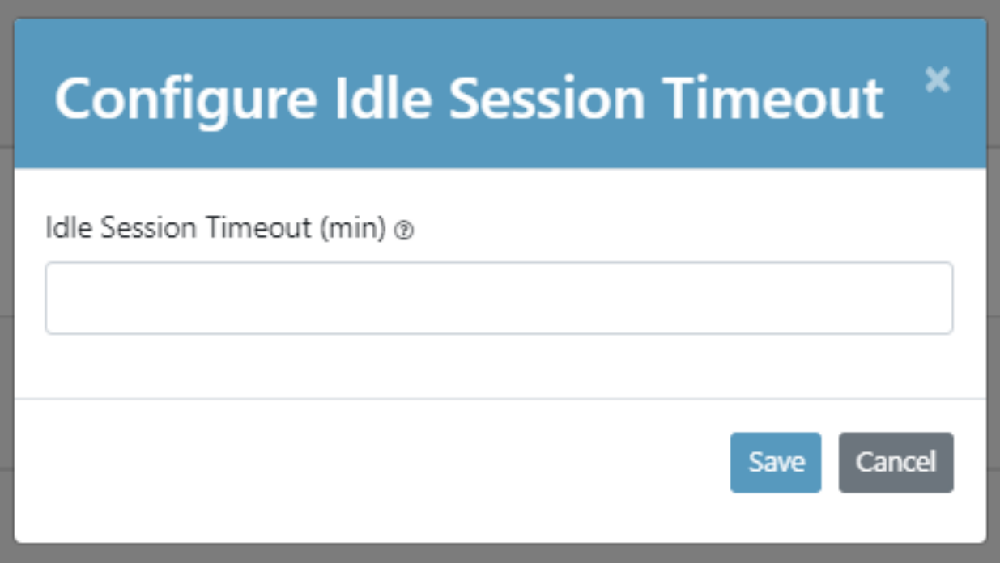 Configure Idle Session Timeout ×
Idle Session Timeout (min) ?
Save Cancel